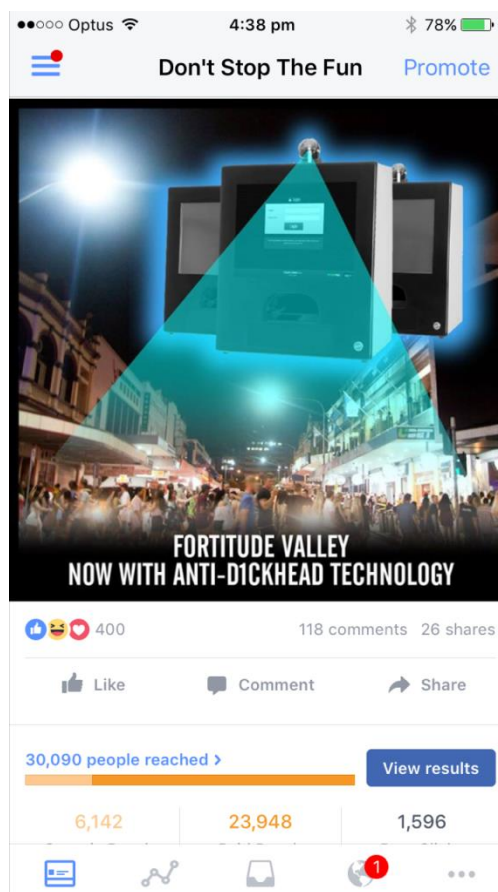 Optus 4:38 pm 78%
Don't Stop The Fun Promote
FORTITUDE VALLEY
NOW WITH ANTI-D1CKHEAD TECHNOLOGY
400 118 comments 26 shares
Like Comment Share
30,090 people reached >
View results
6,142 23,948 1,596
1